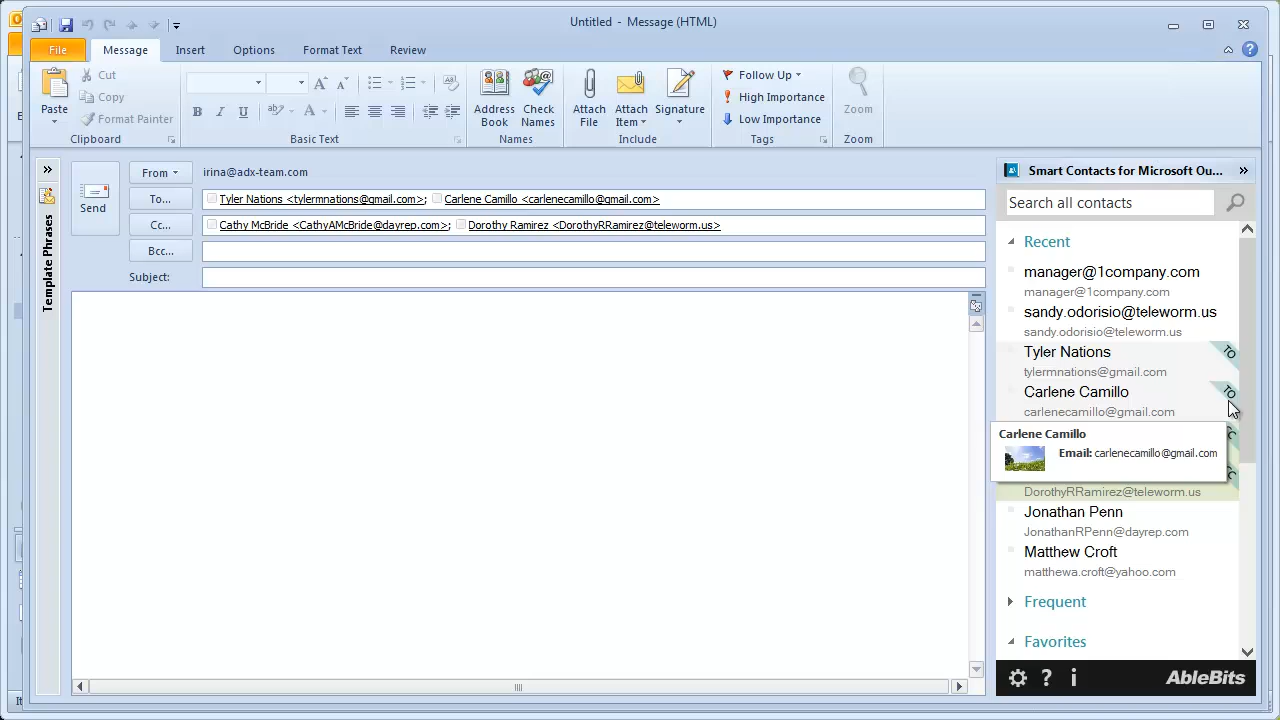 Untitled - Message (HTML)
File Message Insert Options Format Text Review
Paste
Cut
Copy
Format Painter
Clipboard
Basic Text
Address Book
Check Names
Names
Attach File
Attach Item
Signature
Include
Follow Up
High Importance
Low Importance
Tags
Zoom
Zoom
Template Phrases
Send
From irina@adx-team.com
To... Tyler Nations <tylermnations@gmail.com>; Carlene Camillo <carlenecamillo@gmail.com>
Cc... Cathy McBride <CathyAMcBride@dayrep.com>; Dorothy Ramirez <DorothyRRamirez@teleworm.us>
Bcc...
Subject:
Smart Contacts for Microsoft Ou...
Search all contacts
Recent
manager@1company.com
manager@1company.com
sandy.odorisio@teleworm.us
sandy.odorisio@teleworm.us
Tyler Nations TO
tylermnations@gmail.com
Carlene Camillo TO
carlenecamillo@gmail.com
Carlene Camillo
Email: carlenecamillo@gmail.com
DorothyRRamirez@teleworm.us
Jonathan Penn
JonathanRPenn@dayrep.com
Matthew Croft
matthewa.croft@yahoo.com
Frequent
Favorites
AbleBits